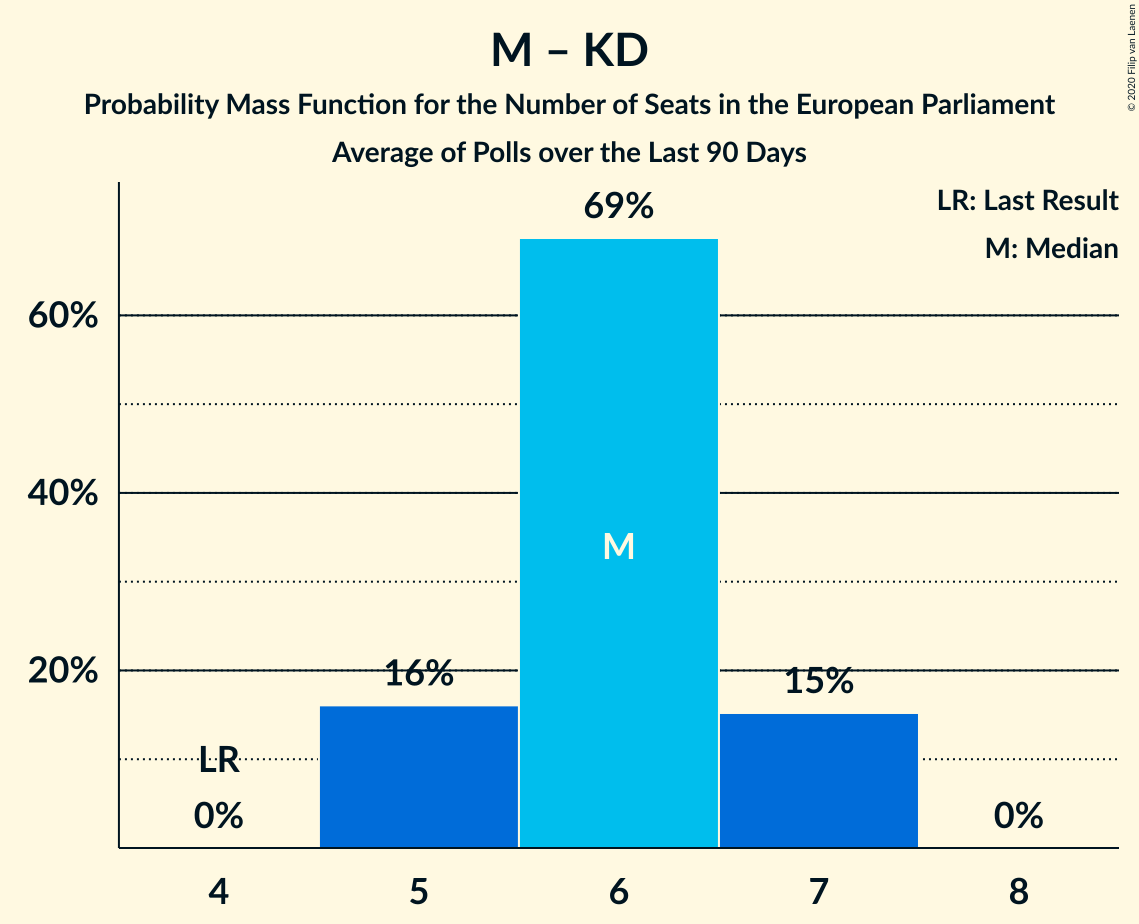 M – KD
Probability Mass Function for the Number of Seats in the European Parliament
Average of Polls over the Last 90 Days
© 2020 Filip van Laenen
LR: Last Result
M: Median
69%
60%
40%
M
20%
16%
15%
LR
0%
0%
4 5 6 7 8